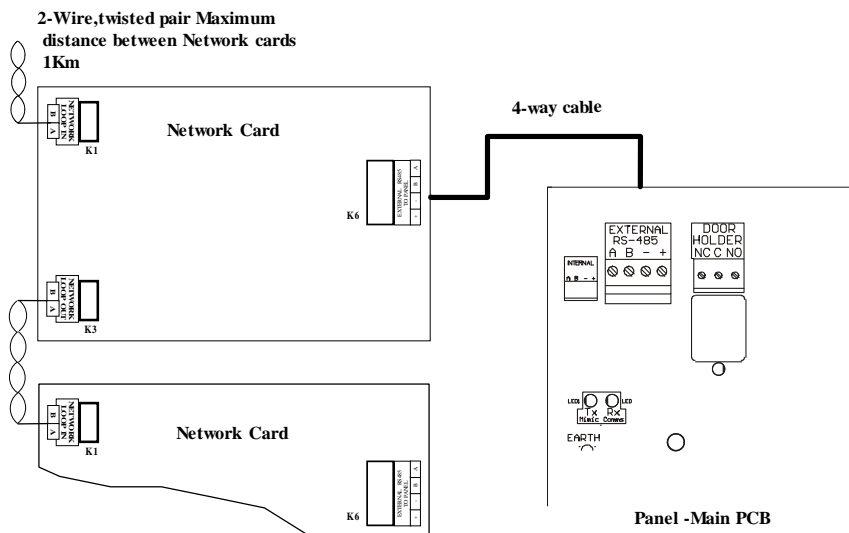 2-Wire,twisted pair Maximum
distance between Network cards
1Km
B A
NETWORK
LOOP IN
K1
Network Card
4-way cable
K6
EXTERNAL RS485
TO PANEL
A
B
-
+
EXTERNAL
RS-485
A B - +
DOOR
HOLDER
NC C NO
INTERNAL
A B - +
B A
NETWORK
LOOP OUT
K3
B A
NETWORK
LOOP IN
K1
Network Card
K6
EXTERNAL RS485
TO PANEL
A
B
-
+
LED1
LED
Tx Rx
Mimic Comms
EARTH
Panel -Main PCB